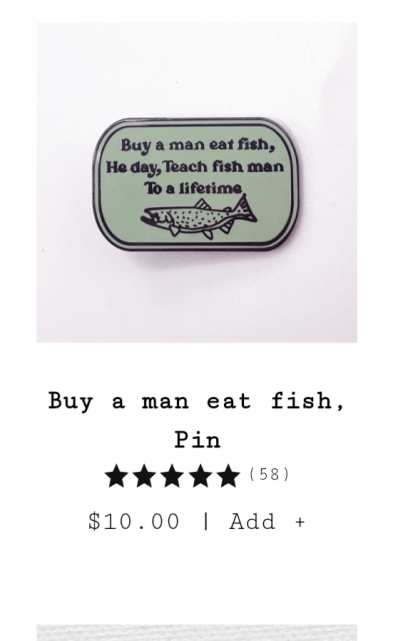 Buy a man eat fish,
He day, Teach fish man
To a lifetime
Buy a man eat fish,
Pin
★★★★★ (58)
$10.00 | Add +